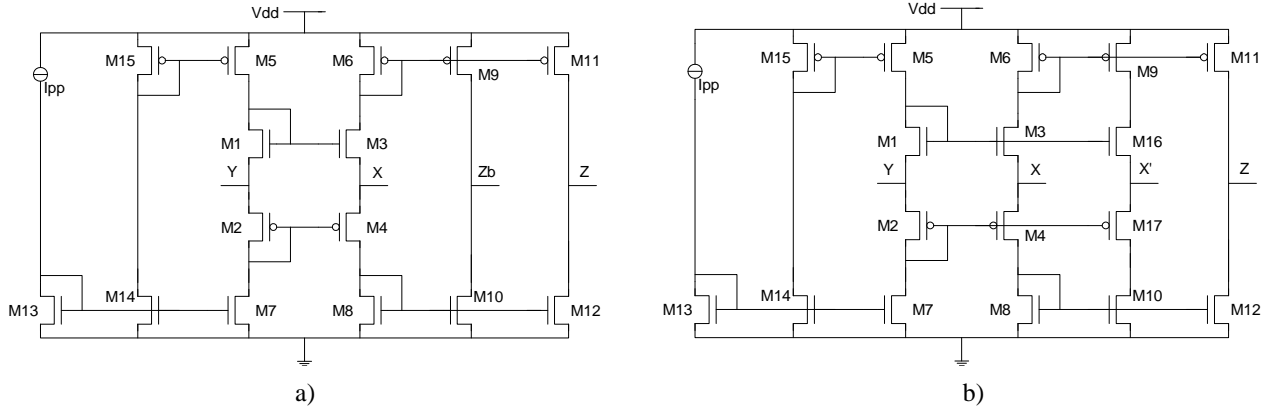 Vdd
M15 M5 M6 M9 M11
Ipp
M1 M3
Y X Zb Z
M2 M4
M13 M14 M7 M8 M10 M12
a)
Vdd
M15 M5 M6 M9 M11
Ipp
M1 M3 M16
Y X X' Z
M2 M4 M17
M13 M14 M7 M8 M10 M12
b)